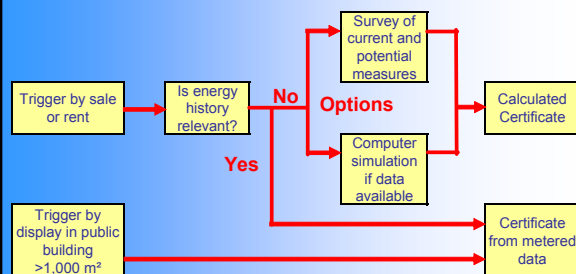 Trigger by sale
or rent
Is energy
history
relevant?
No
Options
Yes
Survey of
current and
potential
measures
Computer
simulation
if data
available
Calculated
Certificate
Trigger by
display in public
building
>1,000 m²
Certificate
from metered
data